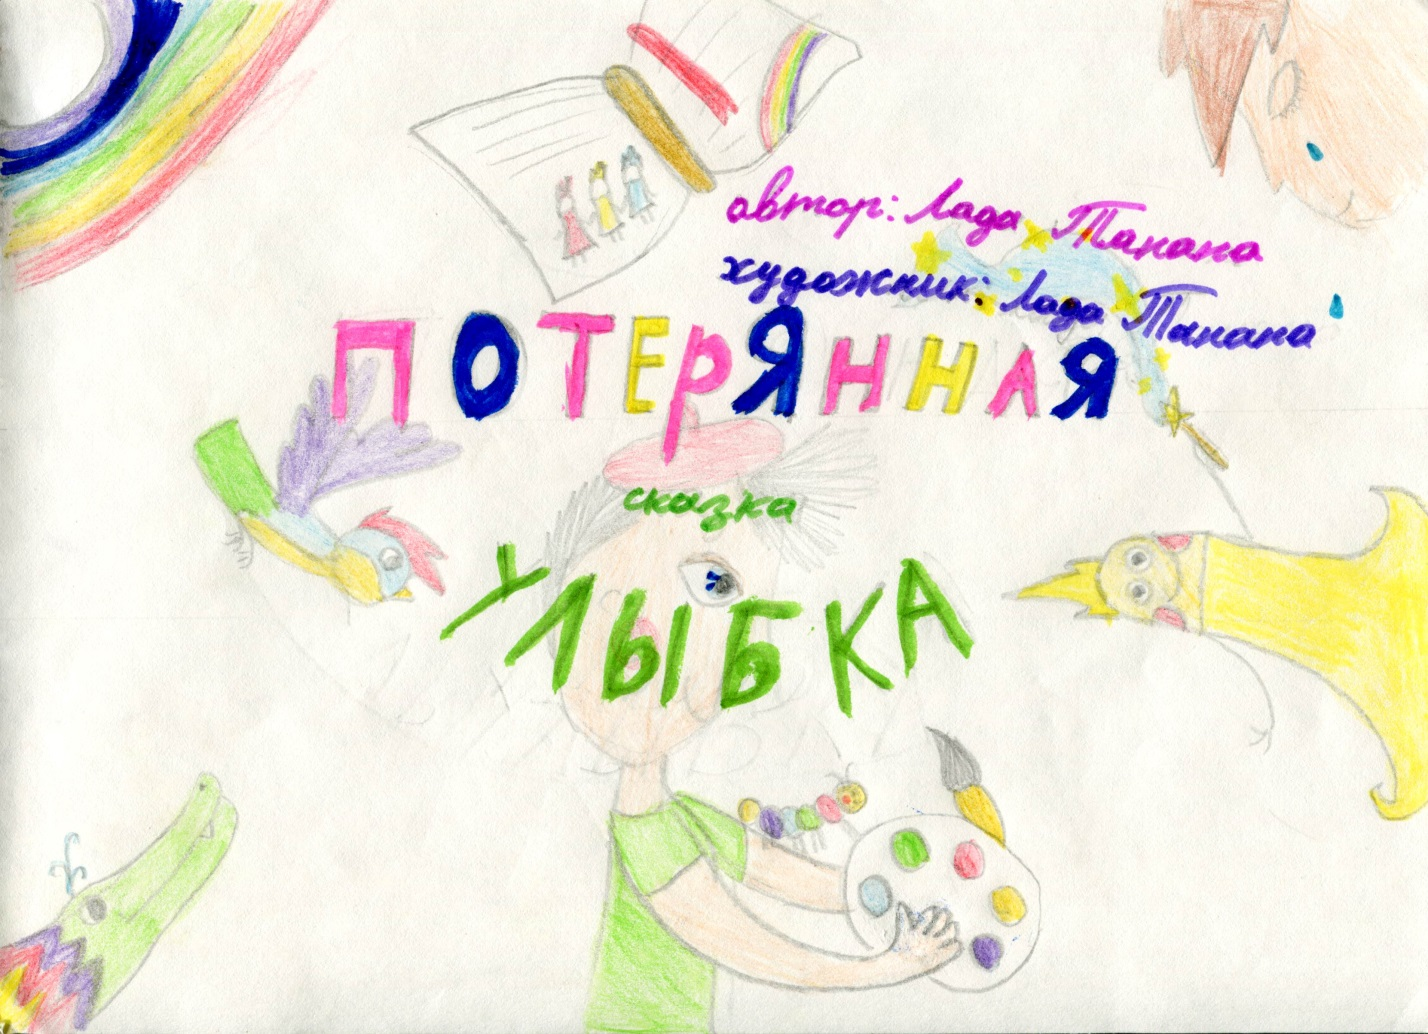 автор: Лада Танана
художник: Лада Танана
ПОТЕРЯННАЯ
сказка
УЛЫБКА